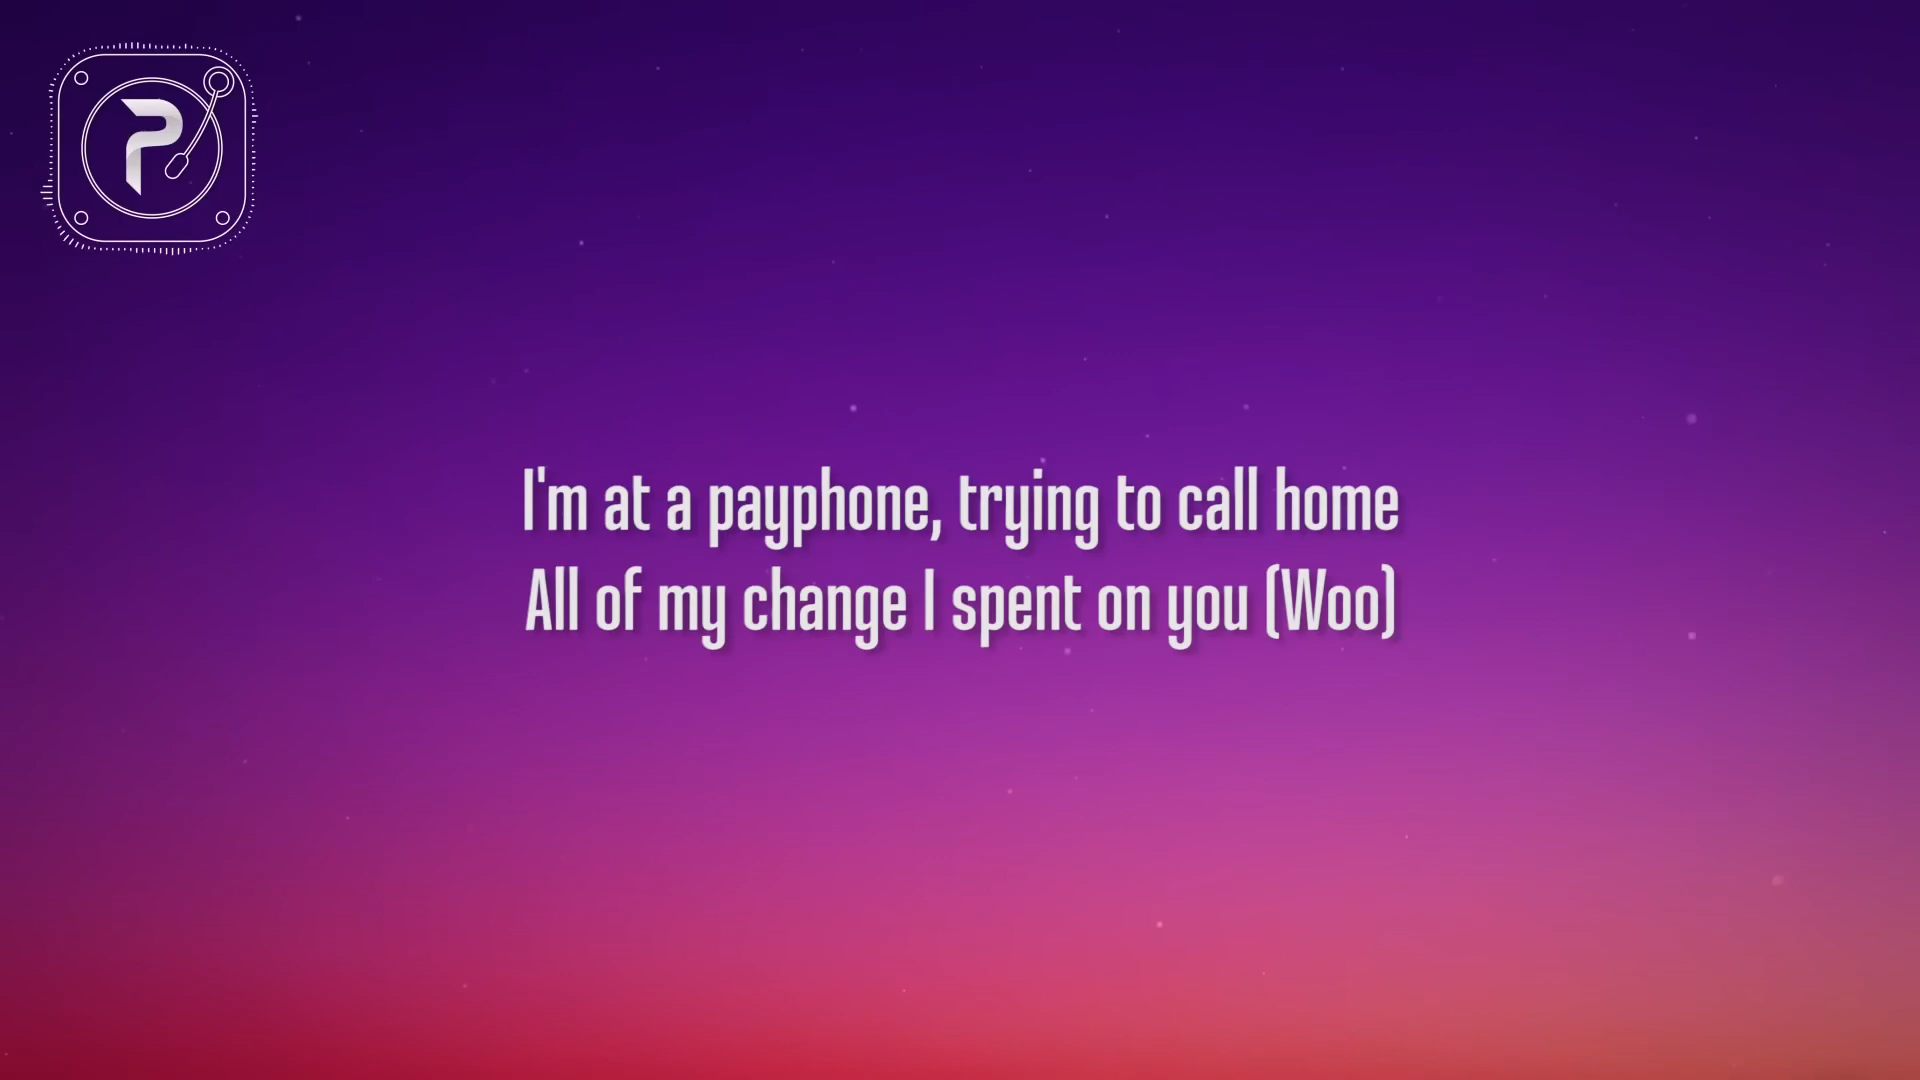 P
I'm at a payphone, trying to call home
All of my change I spent on you (Woo)